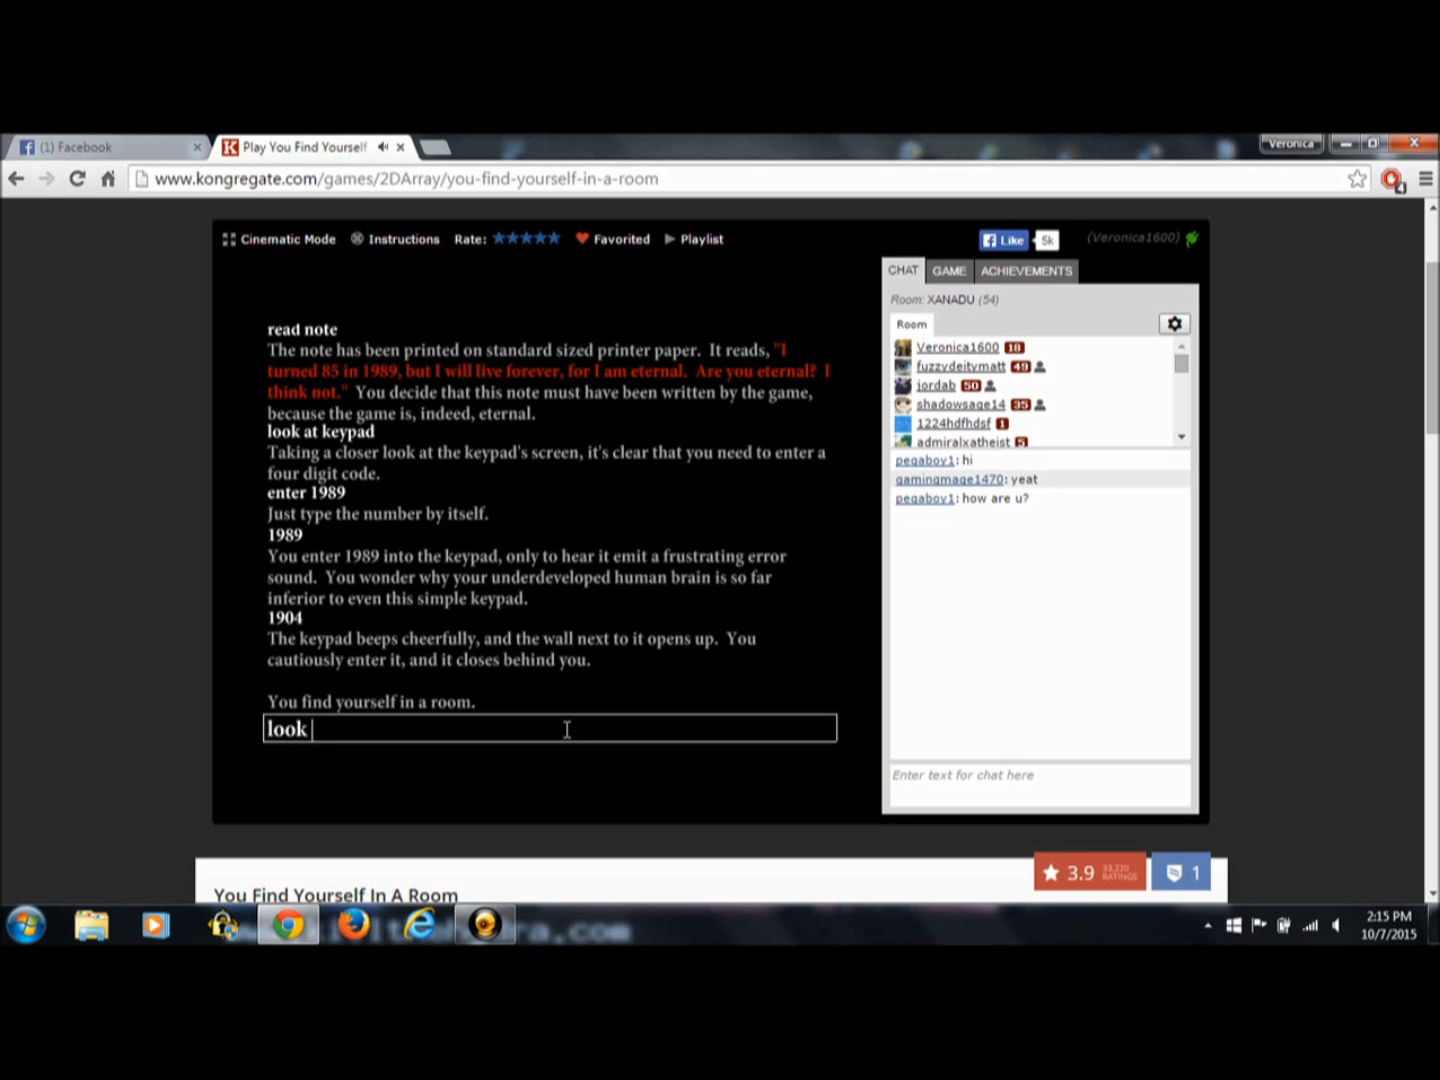 (1) Facebook
Play You Find Yourself
Veronica
www.kongregate.com/games/2DArray/you-find-yourself-in-a-room
4
Cinematic Mode Instructions Rate: Favorited Playlist
Like 5k (Veronica1600)
CHAT GAME ACHIEVEMENTS
Room: XANADU (54)
Room
Veronica1600 18
fuzzydeitymatt 49
jordab 50
shadowsage14 35
1224hdfhdsf 1
admiralxatheist 5
pegaboy1: hi
gamingmage1470: yeat
pegaboy1: how are u?
Enter text for chat here
read note
The note has been printed on standard sized printer paper. It reads, "I
turned 85 in 1989, but I will live forever, for I am eternal. Are you eternal? I
think not." You decide that this note must have been written by the game,
because the game is, indeed, eternal.
look at keypad
Taking a closer look at the keypad's screen, it's clear that you need to enter a
four digit code.
enter 1989
Just type the number by itself.
1989
You enter 1989 into the keypad, only to hear it emit a frustrating error
sound. You wonder why your underdeveloped human brain is so far
inferior to even this simple keypad.
1904
The keypad beeps cheerfully, and the wall next to it opens up. You
cautiously enter it, and it closes behind you.
You find yourself in a room.
look
3.9 33,220 RATINGS 1
You Find Yourself In A Room
2:15 PM
10/7/2015